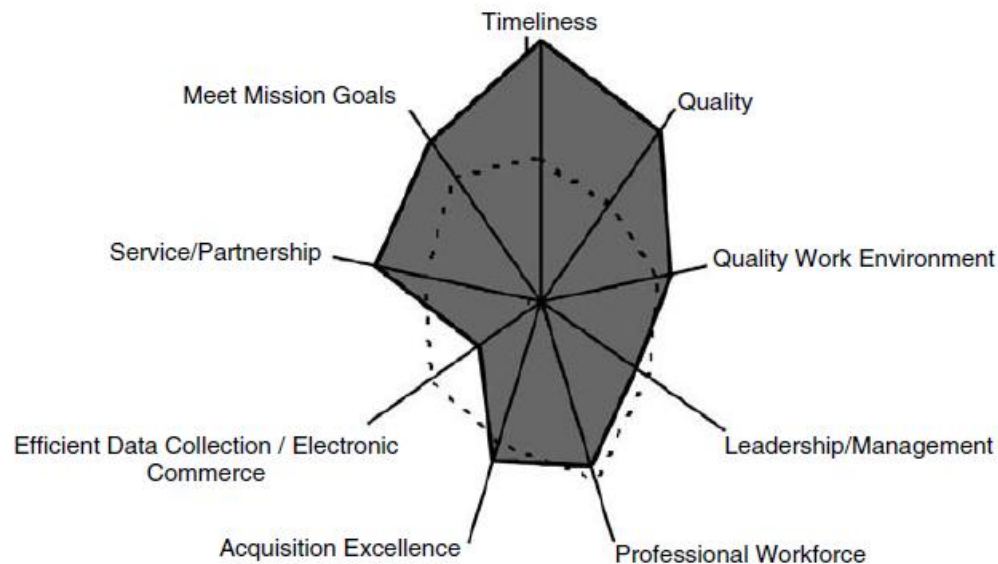 Timeliness
Meet Mission Goals
Quality
Service/Partnership
Quality Work Environment
Efficient Data Collection / Electronic
Commerce
Leadership/Management
Acquisition Excellence
Professional Workforce